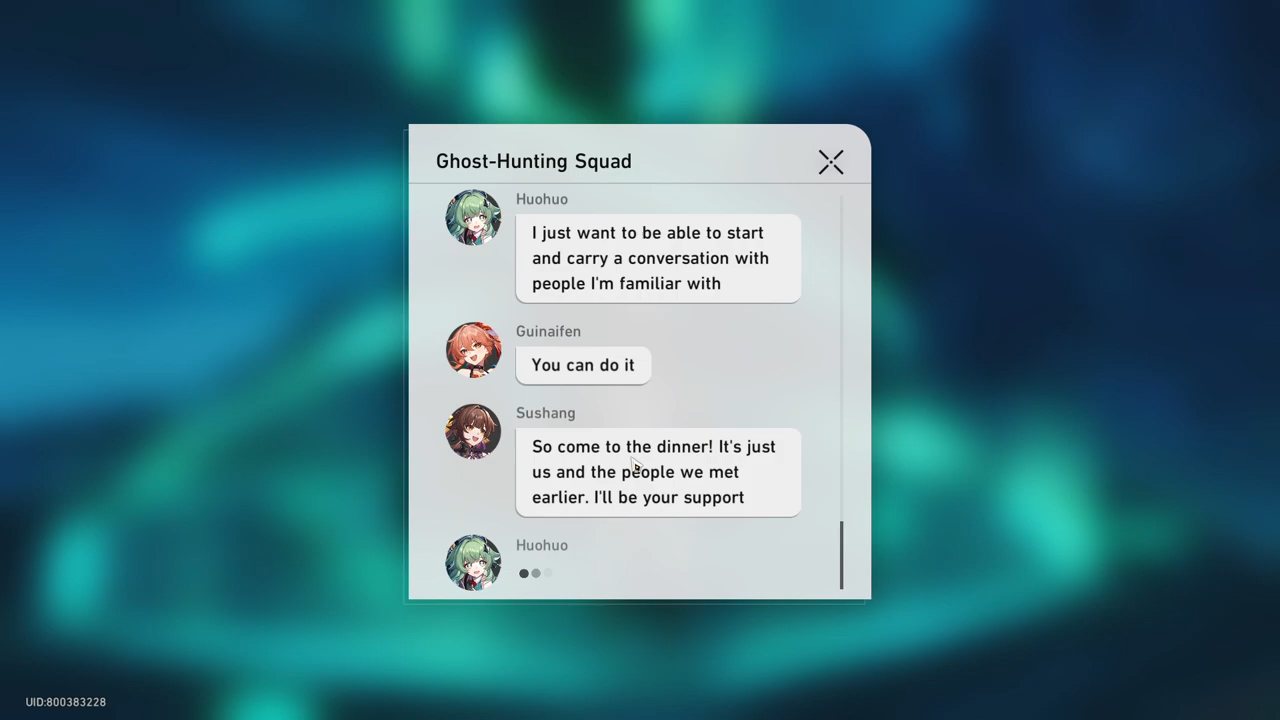 Ghost-Hunting Squad
Huohuo
I just want to be able to start
and carry a conversation with
people I'm familiar with
Guinaifen
You can do it
Sushang
So come to the dinner! It's just
us and the people we met
earlier. I'll be your support
Huohuo
UID:800383228